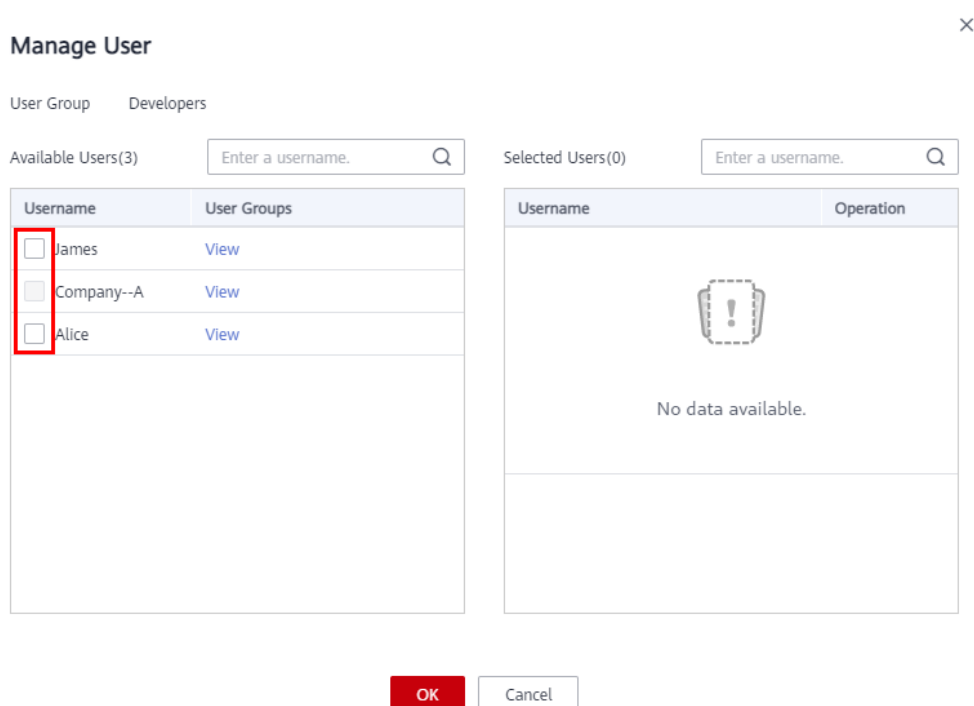 Manage User
User Group Developers
Available Users(3) Enter a username.
Selected Users(0) Enter a username.
Username User Groups
James View
Company--A View
Alice View
Username Operation
No data available.
OK Cancel